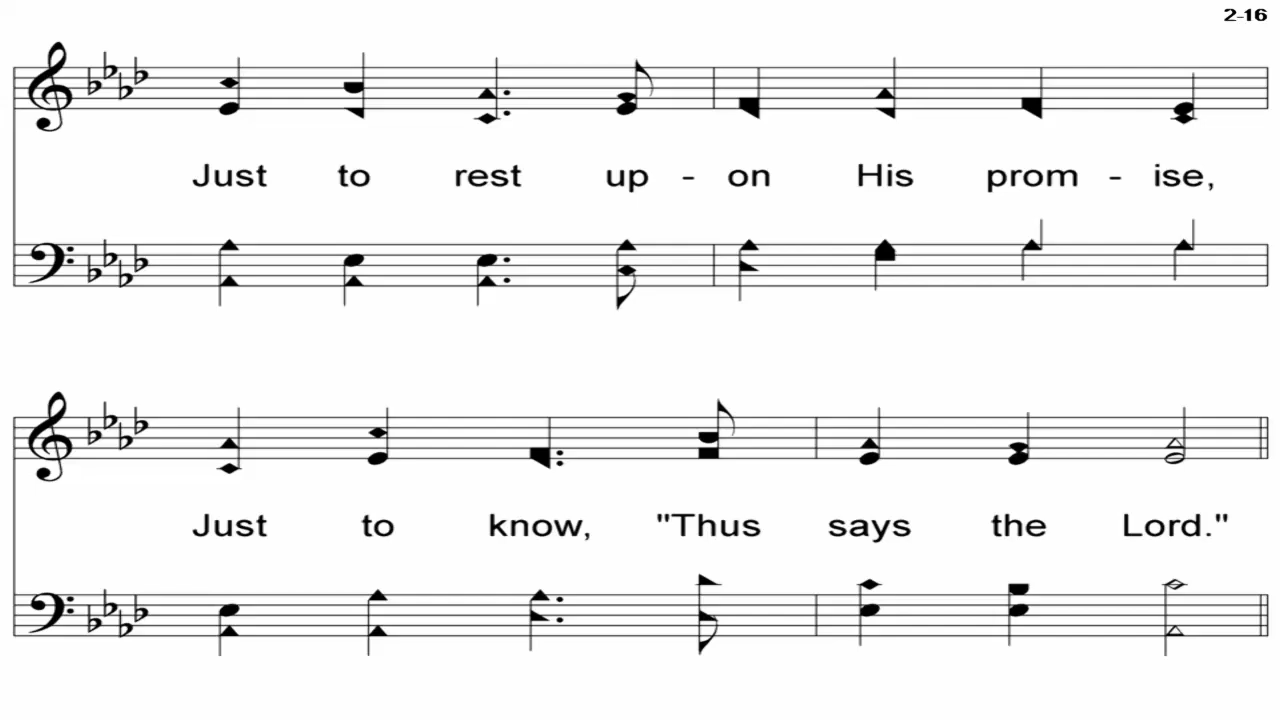 2-16
Just to rest up - on His prom - ise,
Just to know, "Thus says the Lord."